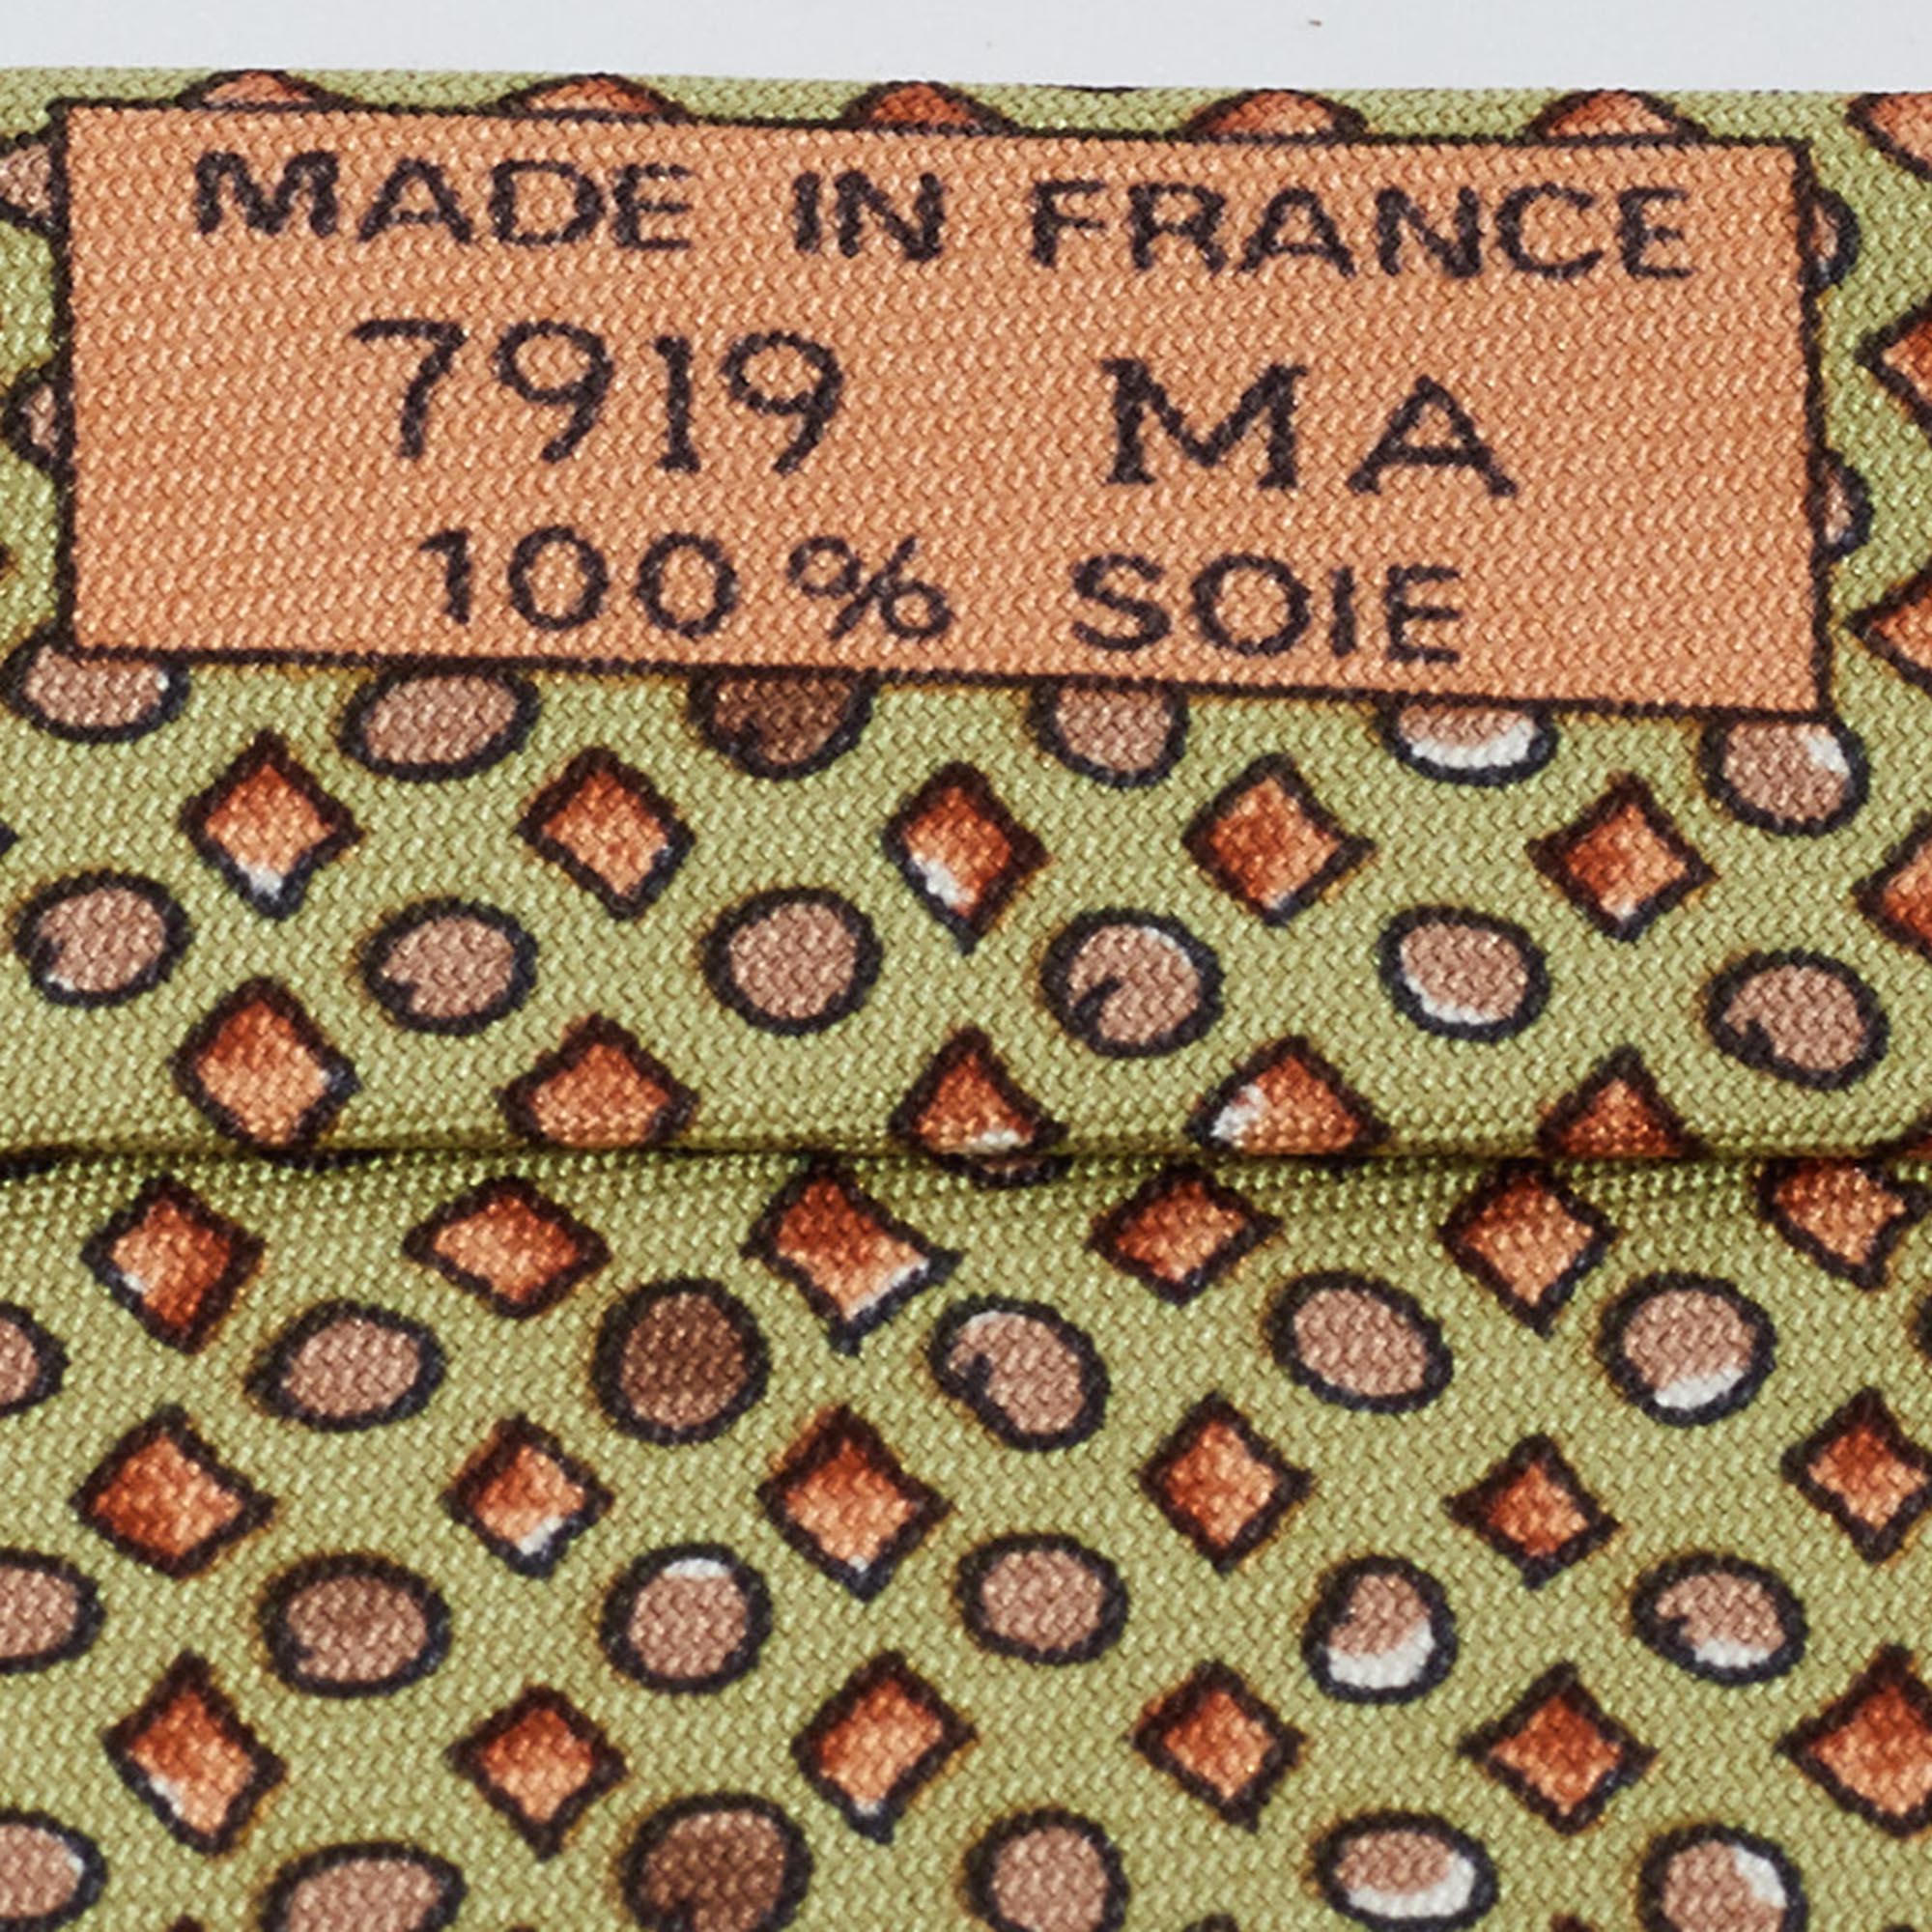 MADE IN FRANCE
7919 MA
100% SOIE